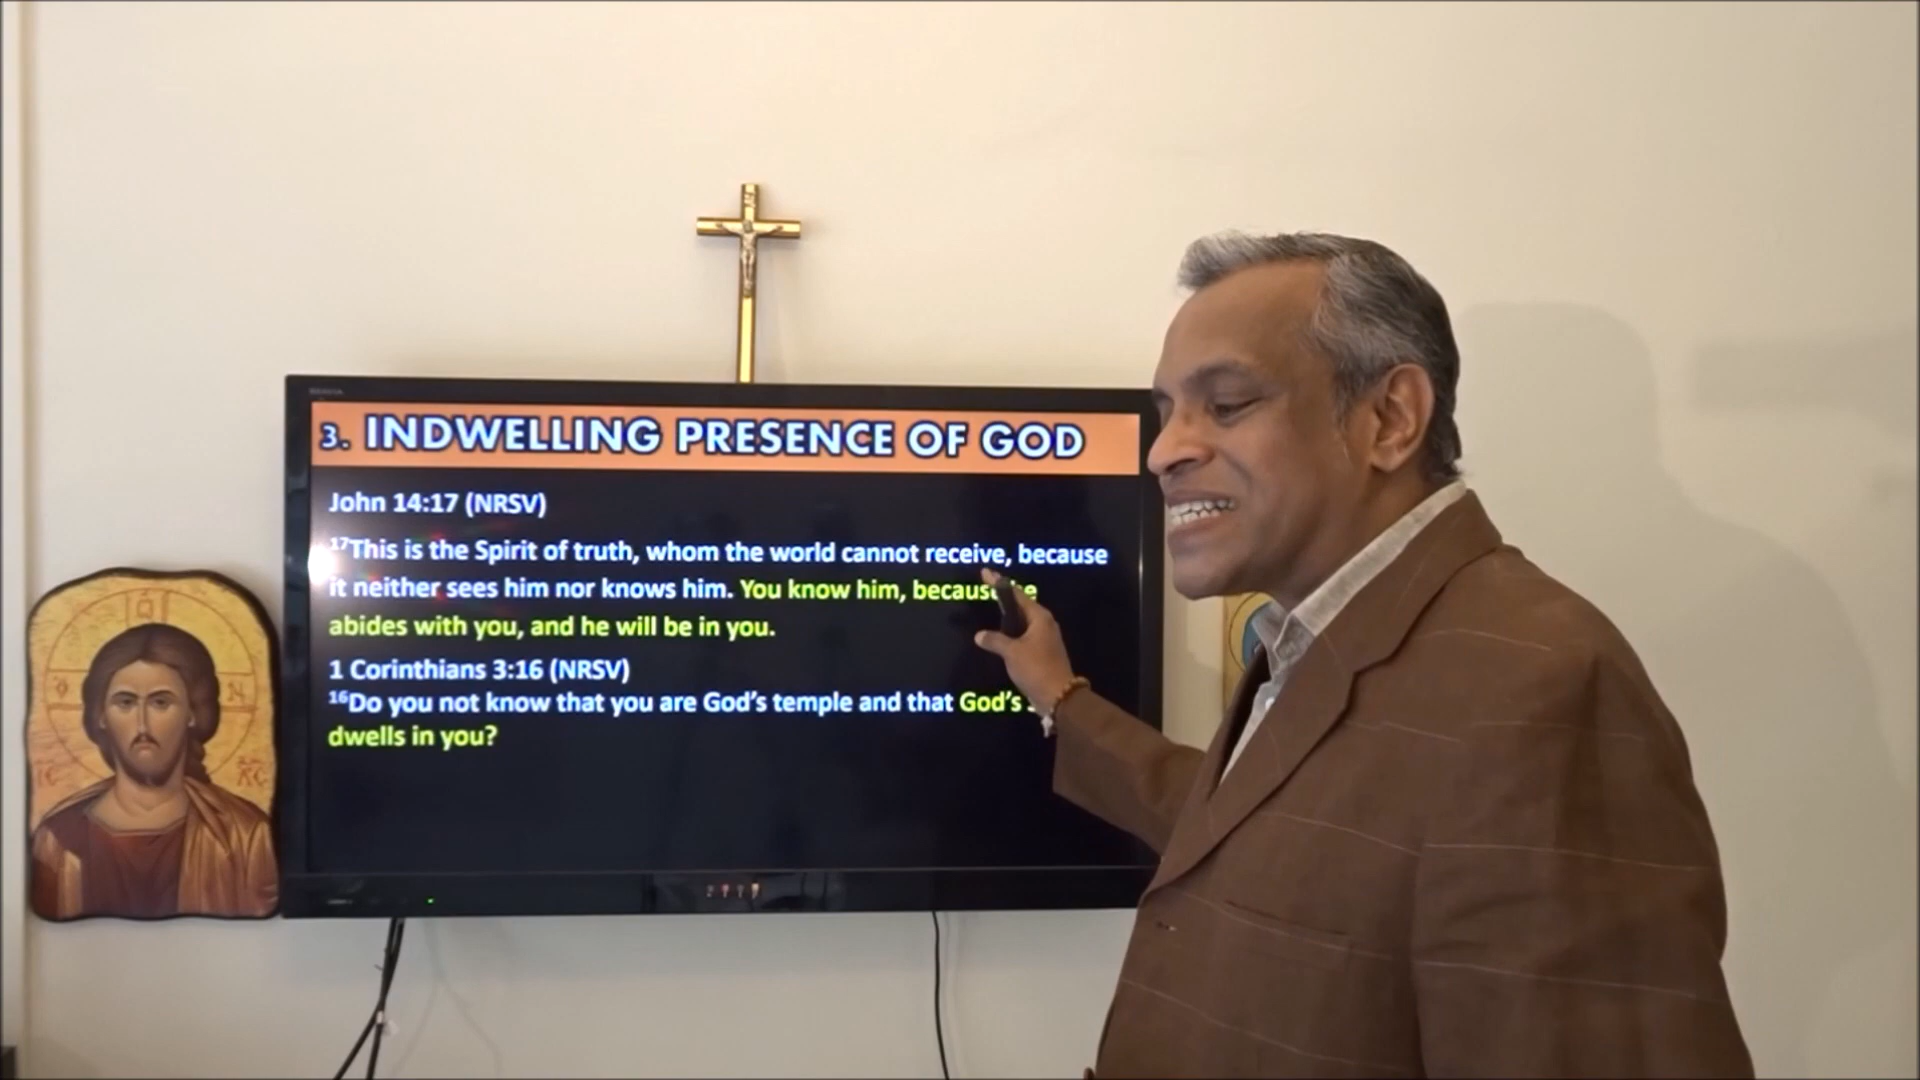 3. INDWELLING PRESENCE OF GOD
John 14:17 (NRSV)
17This is the Spirit of truth, whom the world cannot receive, because
it neither sees him nor knows him. You know him, because he
abides with you, and he will be in you.
1 Corinthians 3:16 (NRSV)
16Do you not know that you are God's temple and that God's
dwells in you?